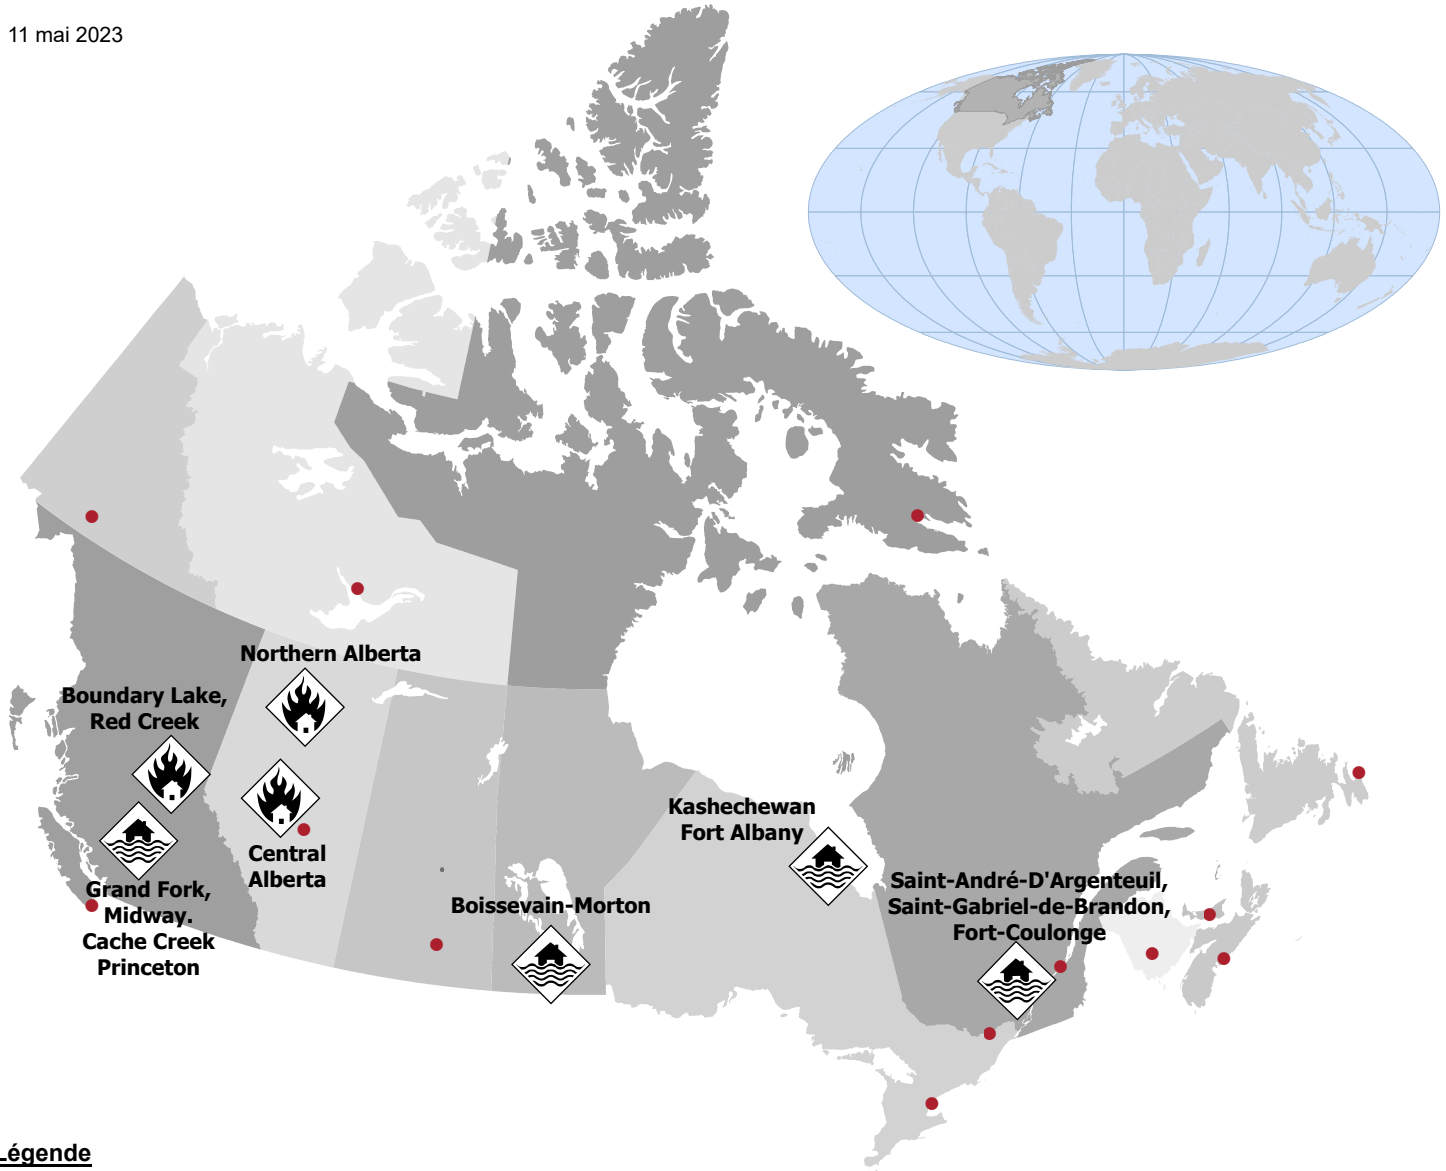 11 mai 2023
Northern Alberta
Boundary Lake,
Red Creek
Central
Alberta
Grand Fork,
Midway.
Cache Creek
Princeton
Boissevain-Morton
Kashechewan
Fort Albany
Saint-André-D'Argenteuil,
Saint-Gabriel-de-Brandon,
Fort-Coulonge
Légende